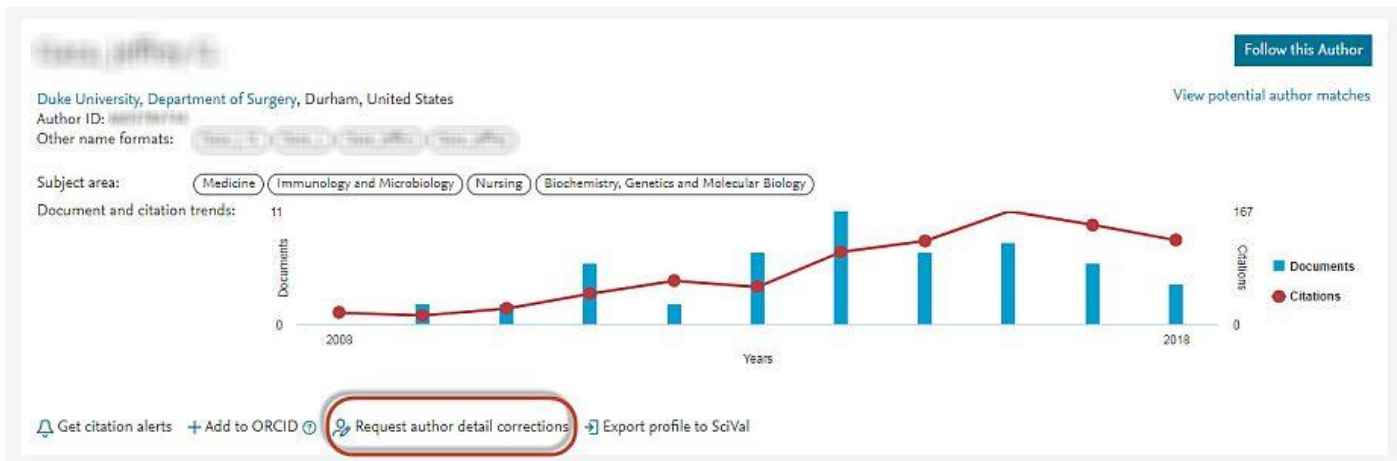 Follow this Author
Duke University, Department of Surgery, Durham, United States
View potential author matches
Author ID:
Other name formats:
Subject area: Medicine Immunology and Microbiology Nursing Biochemistry, Genetics and Molecular Biology
Document and citation trends:
11
167
Documents
Citations
Documents
Citations
0
0
2008
2018
Years
Get citation alerts + Add to ORCID ? Request author detail corrections Export profile to SciVal